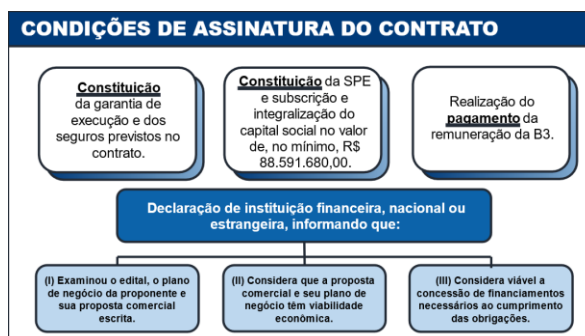 CONDIÇÕES DE ASSINATURA DO CONTRATO
Constituição
da garantia de
execução e dos
seguros previstos no
contrato.
Constituição da SPE
e subscrição e
integralização do
capital social no valor
de, no mínimo, R$
88.591.680,00.
Realização do
pagamento da
remuneração da B3.
Declaração de instituição financeira, nacional ou
estrangeira, informando que:
(I) Examinou o edital, o plano
de negócio da proponente e
sua proposta comercial
escrita.
(II) Considera que a proposta
comercial e seu plano de
negócio têm viabilidade
econômica.
(III) Considera viável a
concessão de financiamentos
necessários ao cumprimento
das obrigações.